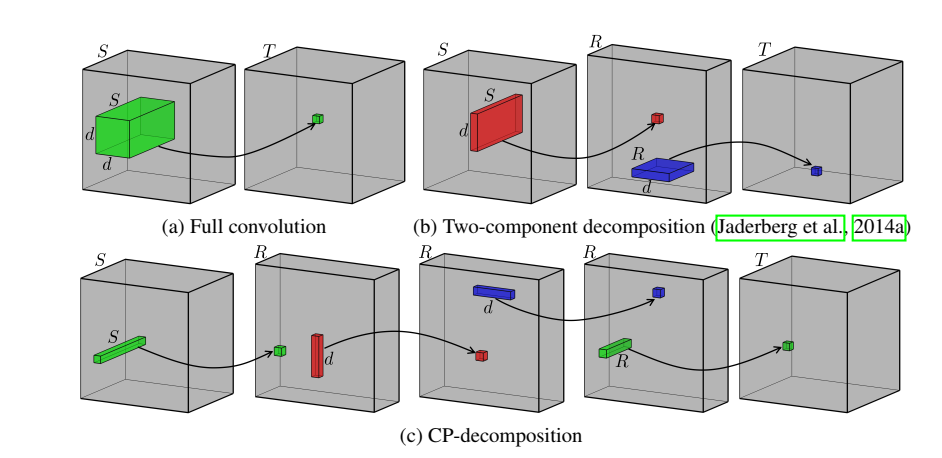 S T S R T
S S
d d
d R
d
(a) Full convolution (b) Two-component decomposition (Jaderberg et al., 2014a)
S R R R T
S
d d
R
(c) CP-decomposition